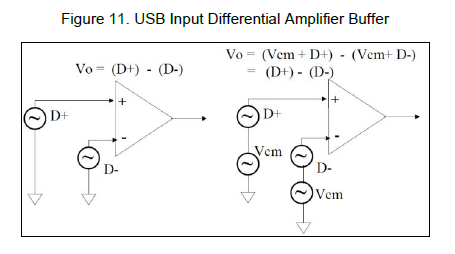 Figure 11. USB Input Differential Amplifier Buffer
Vo = (D+) - (D-)
Vo = (Vcm + D+) - (Vcm+ D-)
= (D+) - (D-)
+
-
D+
D-
+
-
D+
Vcm
D-
Vcm